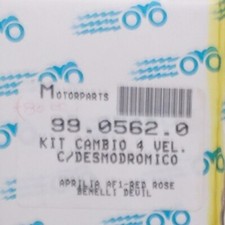 MOTORPARTS
99.0562.0
KIT CAMBIO 4 VEL.
C/DESMODROMICO
APRILIA AF1-RED ROSE
BENELLI DEVIL